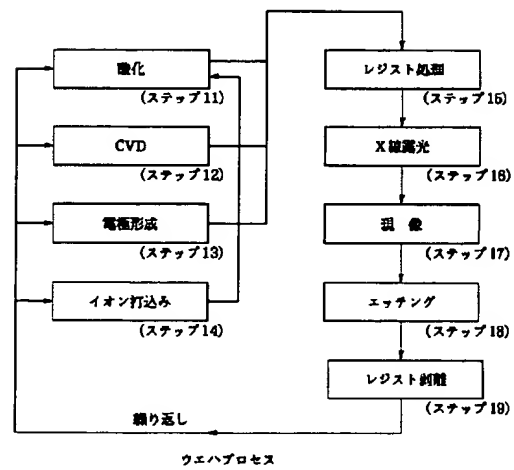 酸化
(ステップ11)
CVD
(ステップ12)
電極形成
(ステップ13)
イオン打込み
(ステップ14)
レジスト処理
(ステップ15)
X線露光
(ステップ16)
現像
(ステップ17)
エッチング
(ステップ18)
レジスト剥離
(ステップ19)
繰り返し
ウエハプロセス